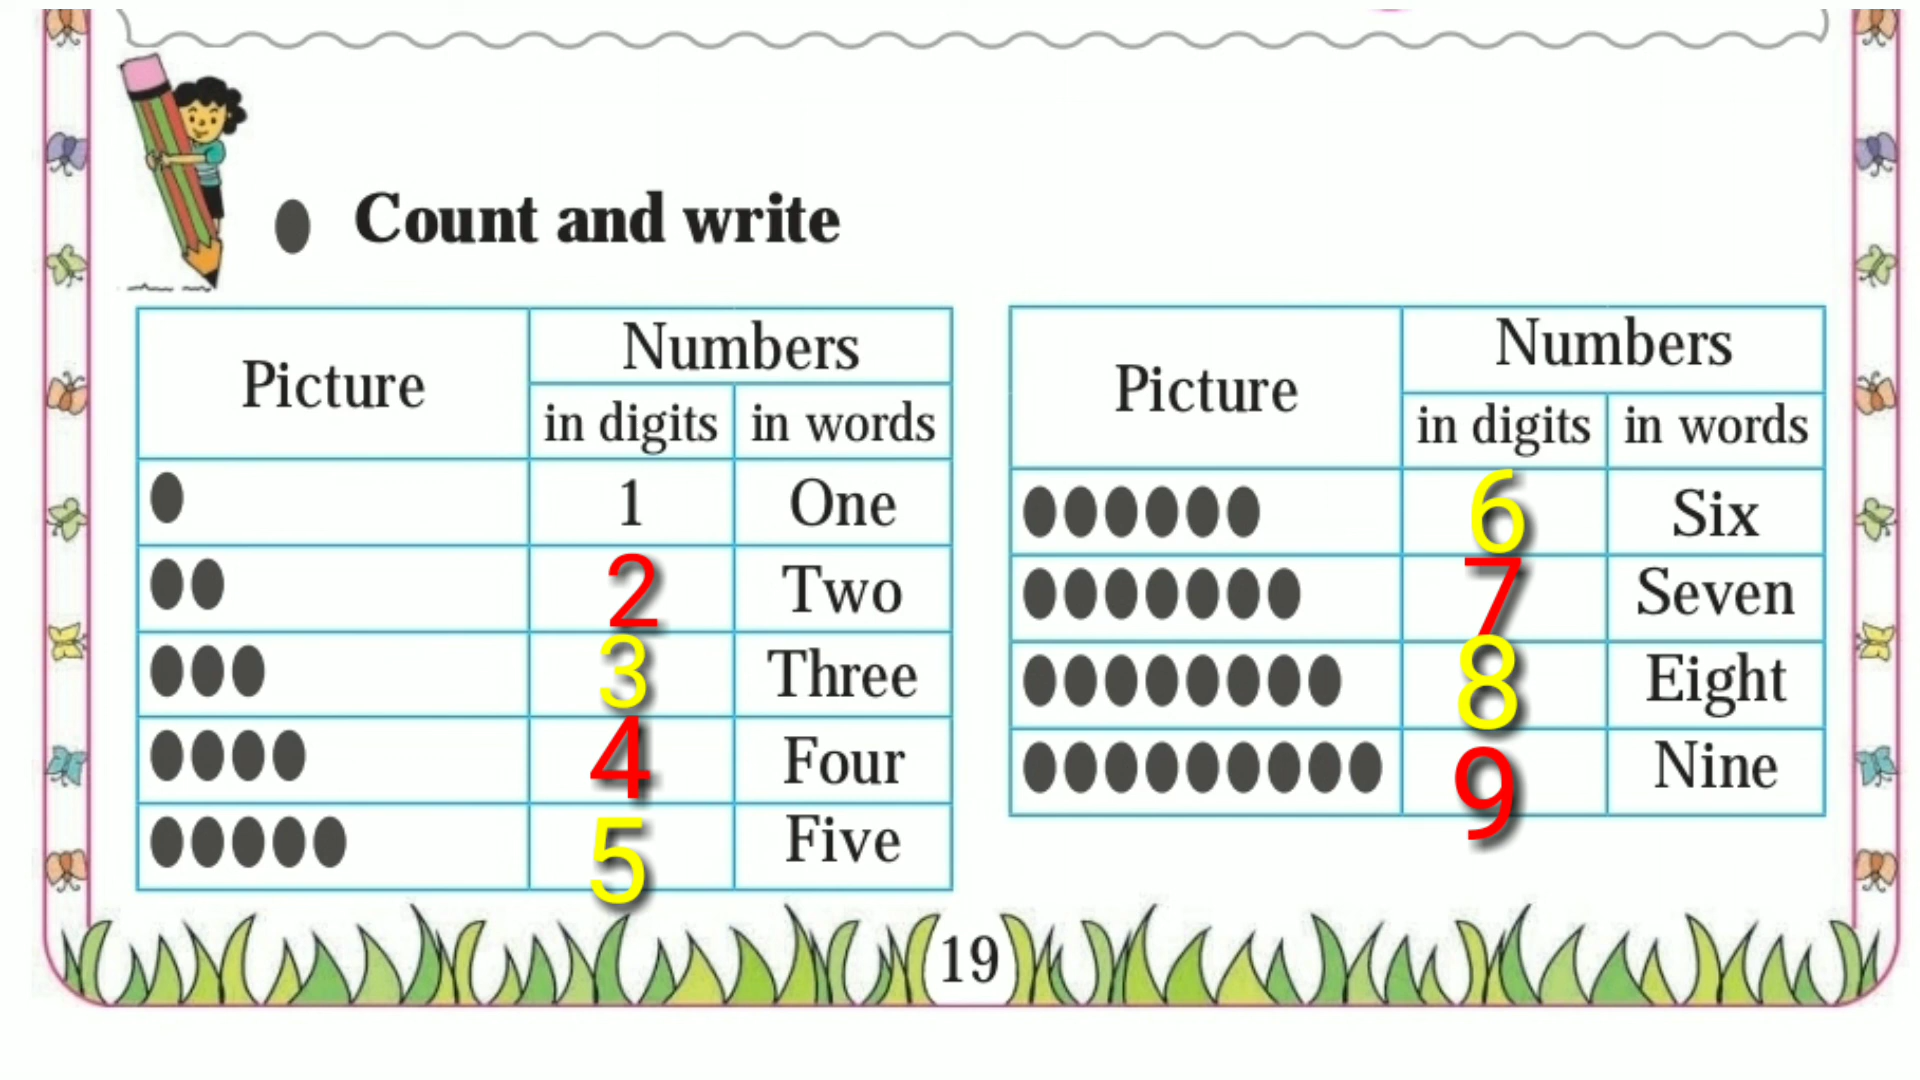 Count and write
Picture Numbers
in digits in words
1 One
2 Two
3 Three
4 Four
5 Five
Picture Numbers
in digits in words
6 Six
7 Seven
8 Eight
9 Nine
19